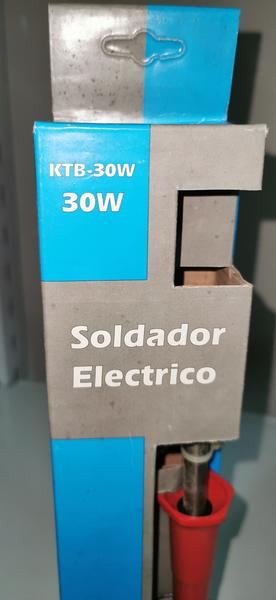 KTB-30W
30W
Soldador
Electrico